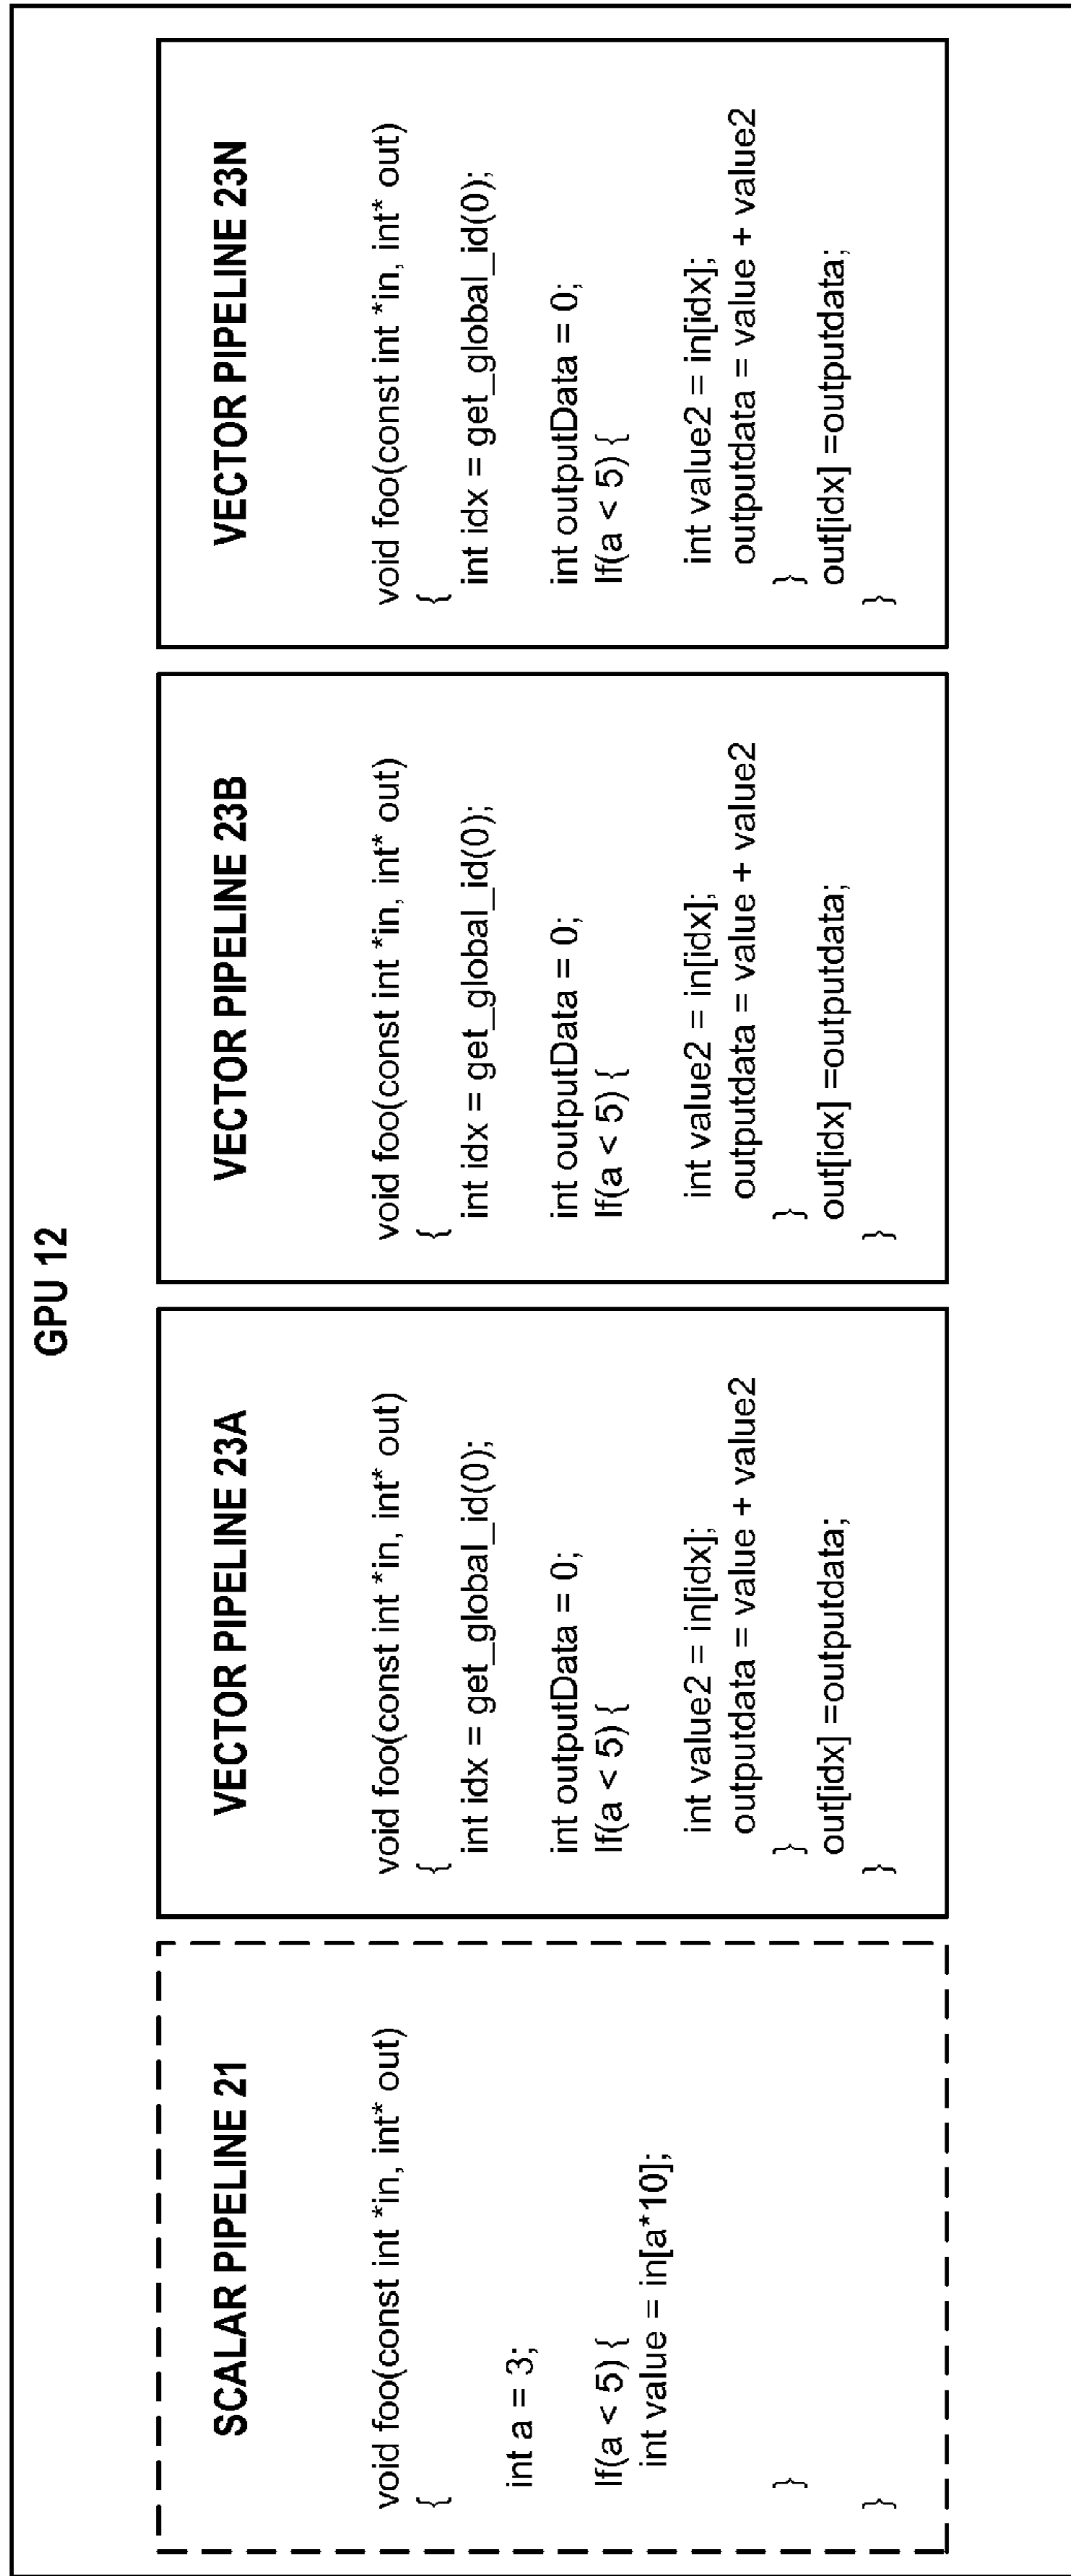 GPU 12
SCALAR PIPELINE 21
void foo(const int *in, int* out)
{
int a = 3;
If(a < 5) {
int value = in[a*10];
}
}
VECTOR PIPELINE 23A
void foo(const int *in, int* out)
{
int idx = get_global_id(0);
int outputData = 0;
If(a < 5) {
int value2 = in[idx];
outputdata = value + value2
}
out[idx] =outputdata;
}
VECTOR PIPELINE 23B
void foo(const int *in, int* out)
{
int idx = get_global_id(0);
int outputData = 0;
If(a < 5) {
int value2 = in[idx];
outputdata = value + value2
}
out[idx] =outputdata;
}
VECTOR PIPELINE 23N
void foo(const int *in, int* out)
{
int idx = get_global_id(0);
int outputData = 0;
If(a < 5) {
int value2 = in[idx];
outputdata = value + value2
}
out[idx] =outputdata;
}